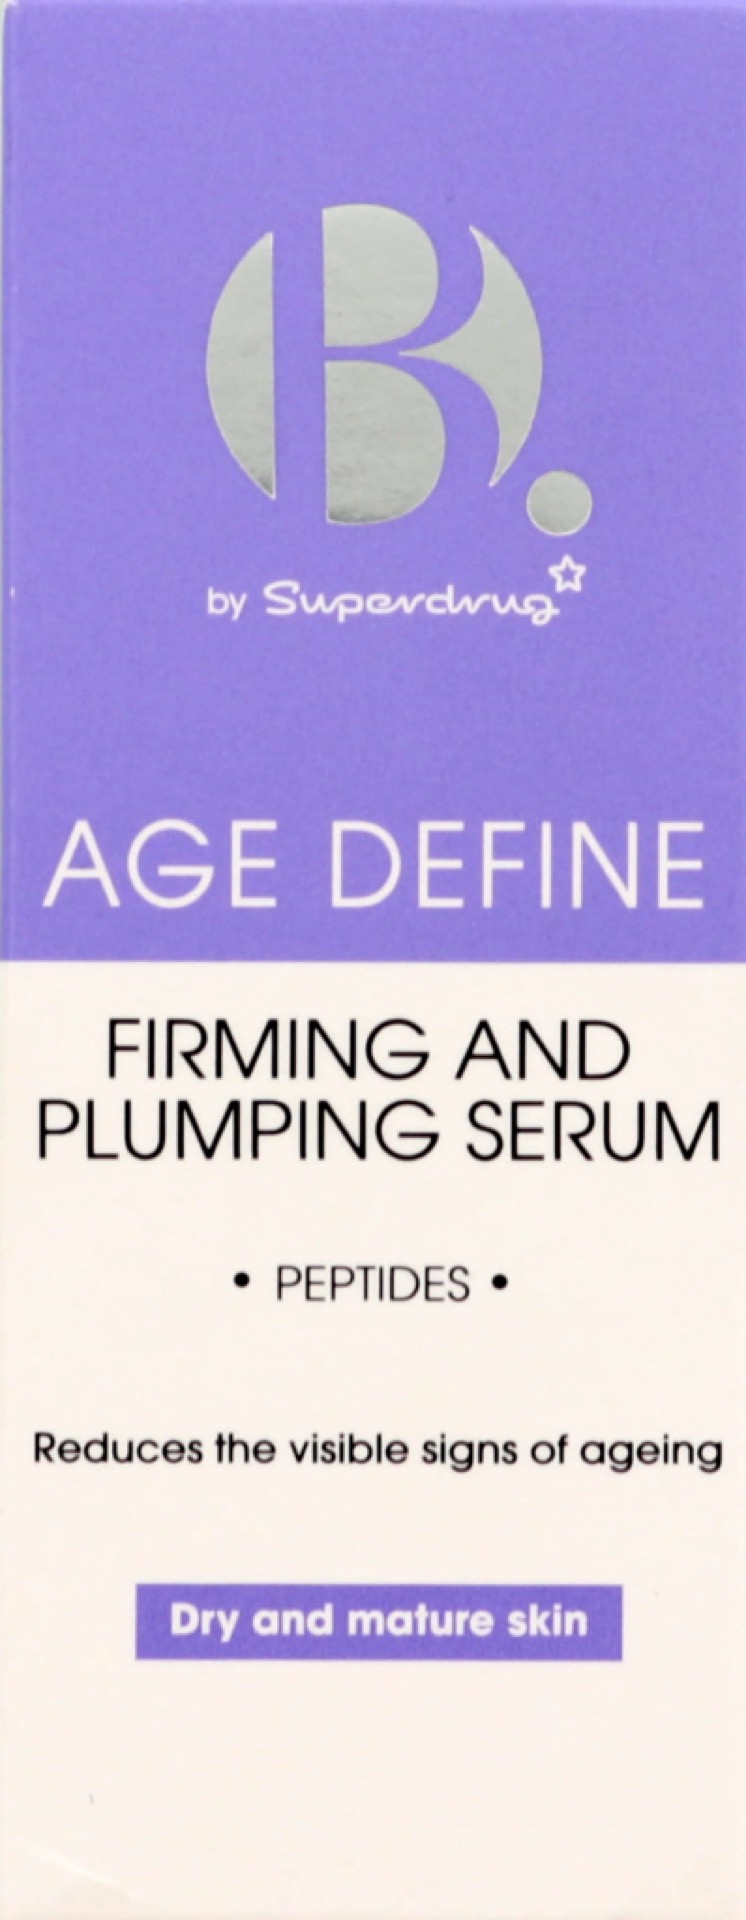 B.
by Superdrug
AGE DEFINE
FIRMING AND
PLUMPING SERUM
• PEPTIDES •
Reduces the visible signs of ageing
Dry and mature skin